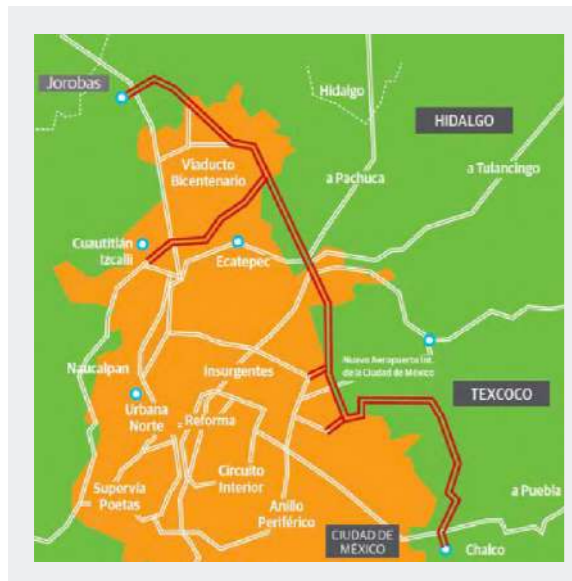 Jorobas
Hidalgo
HIDALGO
Viaducto
Bicentenario
a Pachuca
a Tulancingo
Cuautitlán
Izcalli
Ecatepec
Naucalpan
Insurgentes
Nuevo Aeropuerto Int.
de la Ciudad de México
TEXCOCO
Urbana
Norte
Reforma
Circuito
Interior
Supervía
Poetas
Anillo
Periférico
a Puebla
CIUDAD DE
MÉXICO
Chalco